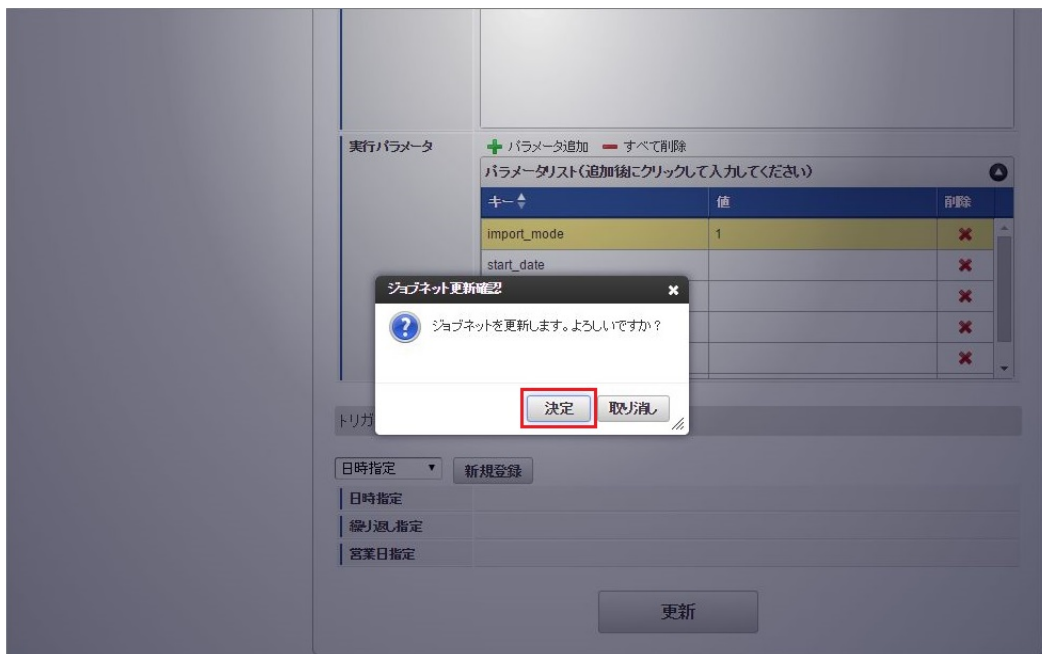 実行パラメータ
パラメータ追加 すべて削除
パラメータリスト(追加後にクリックして入力してください)
キー 値 削除
import_mode 1
start_date
ジョブネット更新確認
ジョブネットを更新します。よろしいですか?
決定 取り消し
トリガ
日時指定 新規登録
日時指定
繰り返し指定
営業日指定
更新